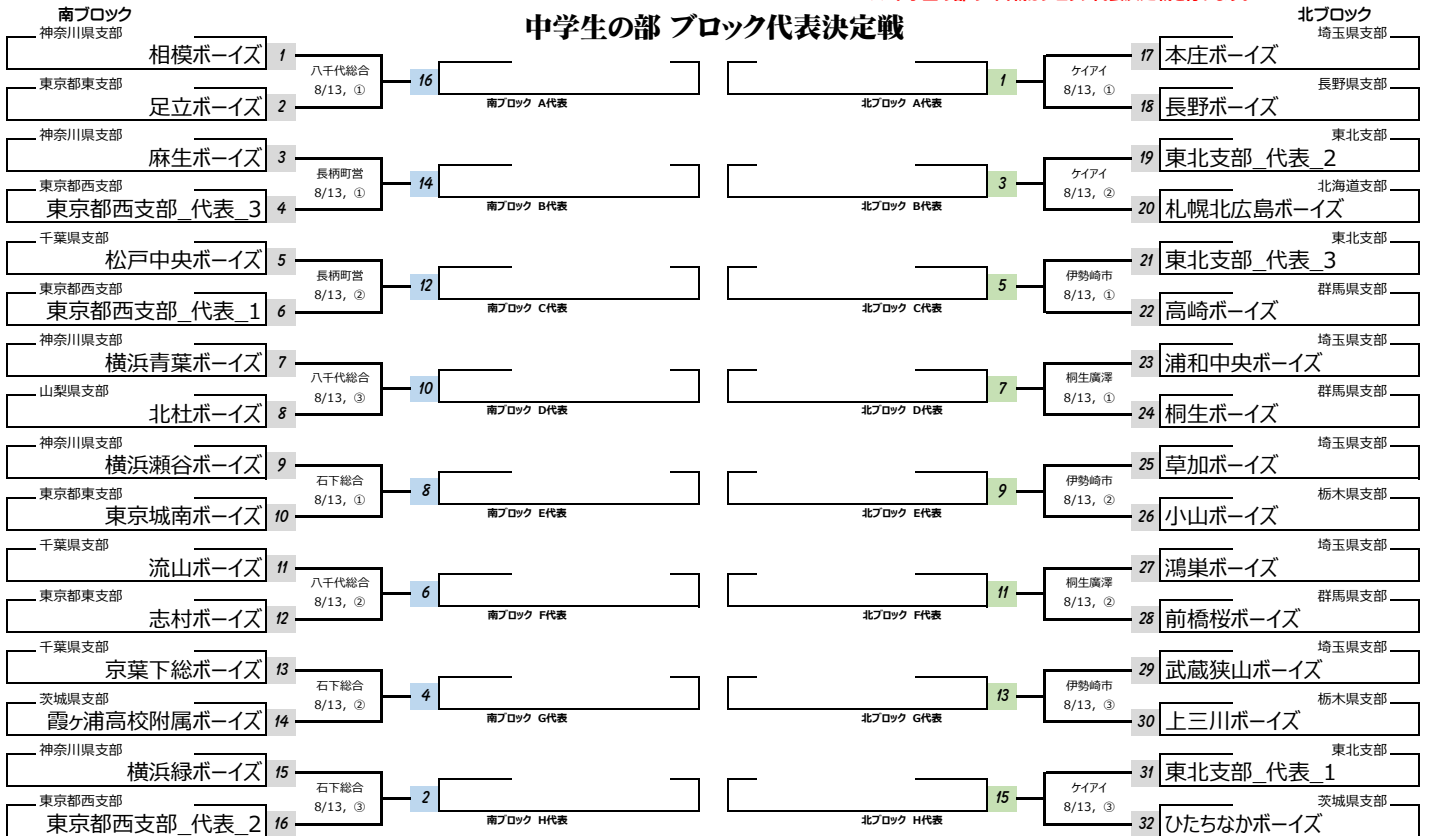 中学生の部 ブロック代表決定戦
南ブロック
神奈川県支部
相模ボーイズ 1
東京都東支部
足立ボーイズ 2
八千代総合
8/13, ①
16
南ブロック A代表
神奈川県支部
麻生ボーイズ 3
東京都西支部
東京都西支部_代表_3 4
長柄町営
8/13, ①
14
南ブロック B代表
千葉県支部
松戸中央ボーイズ 5
東京都西支部
東京都西支部_代表_1 6
長柄町営
8/13, ②
12
南ブロック C代表
神奈川県支部
横浜青葉ボーイズ 7
山梨県支部
北杜ボーイズ 8
八千代総合
8/13, ③
10
南ブロック D代表
神奈川県支部
横浜瀬谷ボーイズ 9
東京都東支部
東京城南ボーイズ 10
石下総合
8/13, ①
8
南ブロック E代表
千葉県支部
流山ボーイズ 11
東京都東支部
志村ボーイズ 12
八千代総合
8/13, ②
6
南ブロック F代表
千葉県支部
京葉下総ボーイズ 13
茨城県支部
霞ヶ浦高校附属ボーイズ 14
石下総合
8/13, ②
4
南ブロック G代表
神奈川県支部
横浜緑ボーイズ 15
東京都西支部
東京都西支部_代表_2 16
石下総合
8/13, ③
2
南ブロック H代表
北ブロック
埼玉県支部
17 本庄ボーイズ
長野県支部
18 長野ボーイズ
ケイアイ
8/13, ①
1
北ブロック A代表
東北支部
19 東北支部_代表_2
北海道支部
20 札幌北広島ボーイズ
ケイアイ
8/13, ②
3
北ブロック B代表
東北支部
21 東北支部_代表_3
群馬県支部
22 高崎ボーイズ
伊勢崎市
8/13, ①
5
北ブロック C代表
埼玉県支部
23 浦和中央ボーイズ
群馬県支部
24 桐生ボーイズ
桐生廣澤
8/13, ①
7
北ブロック D代表
埼玉県支部
25 草加ボーイズ
栃木県支部
26 小山ボーイズ
伊勢崎市
8/13, ②
9
北ブロック E代表
埼玉県支部
27 鴻巣ボーイズ
群馬県支部
28 前橋桜ボーイズ
桐生廣澤
8/13, ②
11
北ブロック F代表
埼玉県支部
29 武蔵狭山ボーイズ
栃木県支部
30 上三川ボーイズ
伊勢崎市
8/13, ③
13
北ブロック G代表
東北支部
31 東北支部_代表_1
茨城県支部
32 ひたちなかボーイズ
ケイアイ
8/13, ③
15
北ブロック H代表